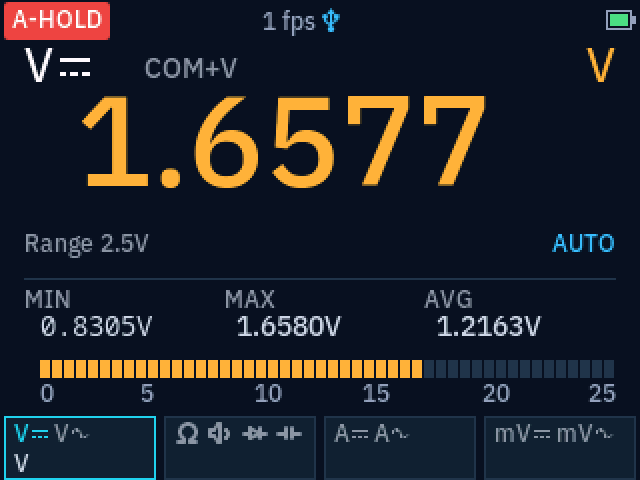 A-HOLD 1 fps
V COM+V V
1.6577
Range 2.5V AUTO
MIN MAX AVG
0.8305V 1.6580V 1.2163V
0 5 10 15 20 25
V V~ Ω A A~ mV mV~
V